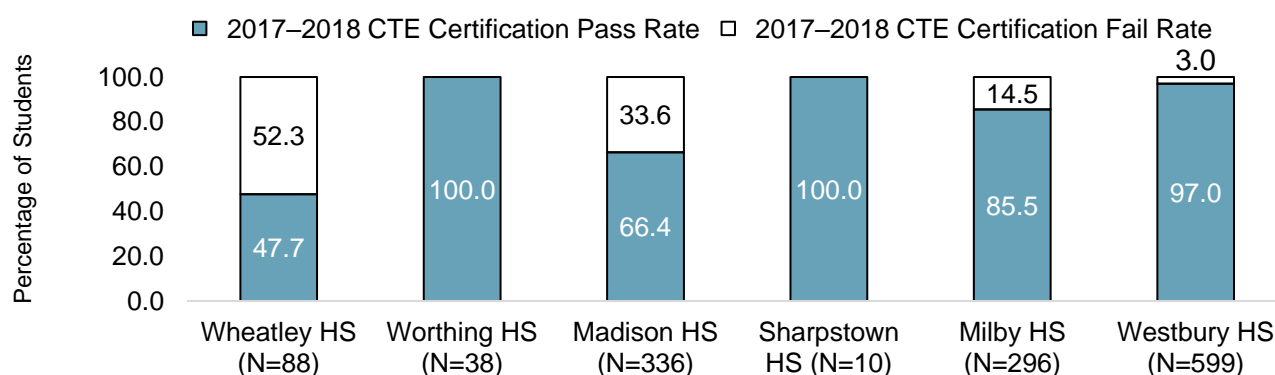 2017–2018 CTE Certification Pass Rate
2017–2018 CTE Certification Fail Rate
Percentage of Students
100.0
80.0
60.0
40.0
20.0
0.0
52.3
47.7
100.0
33.6
66.4
100.0
14.5
85.5
3.0
97.0
Wheatley HS
(N=88)
Worthing HS
(N=38)
Madison HS
(N=336)
Sharpstown
HS (N=10)
Milby HS
(N=296)
Westbury HS
(N=599)